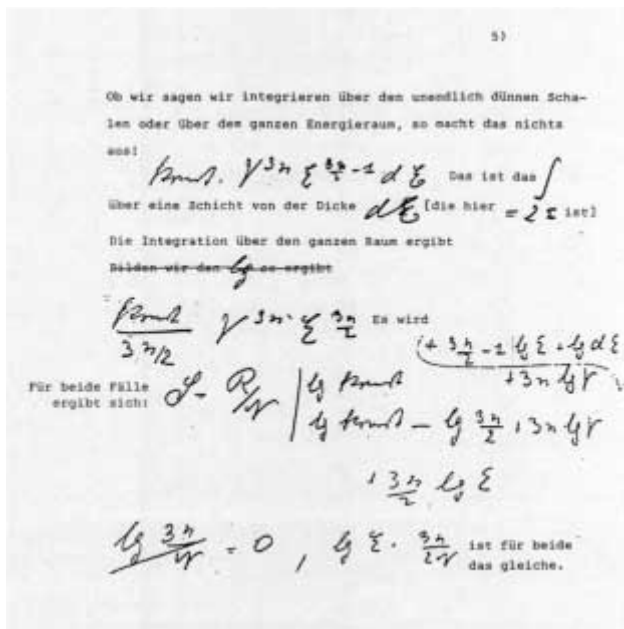 5)
Ob wir sagen wir integrieren über den unendlich dünnen Scha-
len oder über dem ganzen Energieraum, so macht das nichts
aus!
konst. γ^{3n} ξ^{3n/2 - 1} d ξ Das ist das ∫
über eine Schicht von der Dicke dξ [die hier = 2 ist]
Die Integration über den ganzen Raum ergibt
Bilden wir den lg so ergibt
konst / 3n/2 γ^{3n} · ξ^{3n/2} Es wird
(+ 3n/2 - 1) lg ξ + lg d ξ
+ 3n lg γ
Für beide Fälle
ergibt sich: R/N | lg konst
lg konst – lg 3n/2 + 3n lg γ
+ 3n/2 lg ξ
lg 3n/N = 0 , lg ξ · 3n/2N ist für beide
das gleiche.